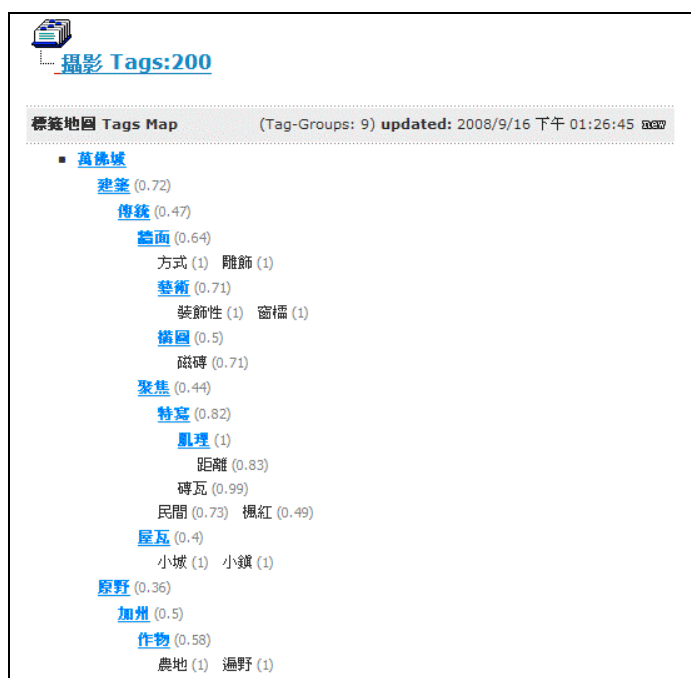 攝影 Tags:200
標籤地圖 Tags Map (Tag-Groups: 9) updated: 2008/9/16 下午 01:26:45 new
萬佛城
建築 (0.72)
傳統 (0.47)
牆面 (0.64)
方式 (1) 雕飾 (1)
藝術 (0.71)
裝飾性 (1) 窗櫺 (1)
構圖 (0.5)
磁磚 (0.71)
聚焦 (0.44)
特寫 (0.82)
肌理 (1)
距離 (0.83)
磚瓦 (0.99)
民間 (0.73) 楓紅 (0.49)
屋瓦 (0.4)
小城 (1) 小鎮 (1)
原野 (0.36)
加州 (0.5)
作物 (0.58)
農地 (1) 遍野 (1)